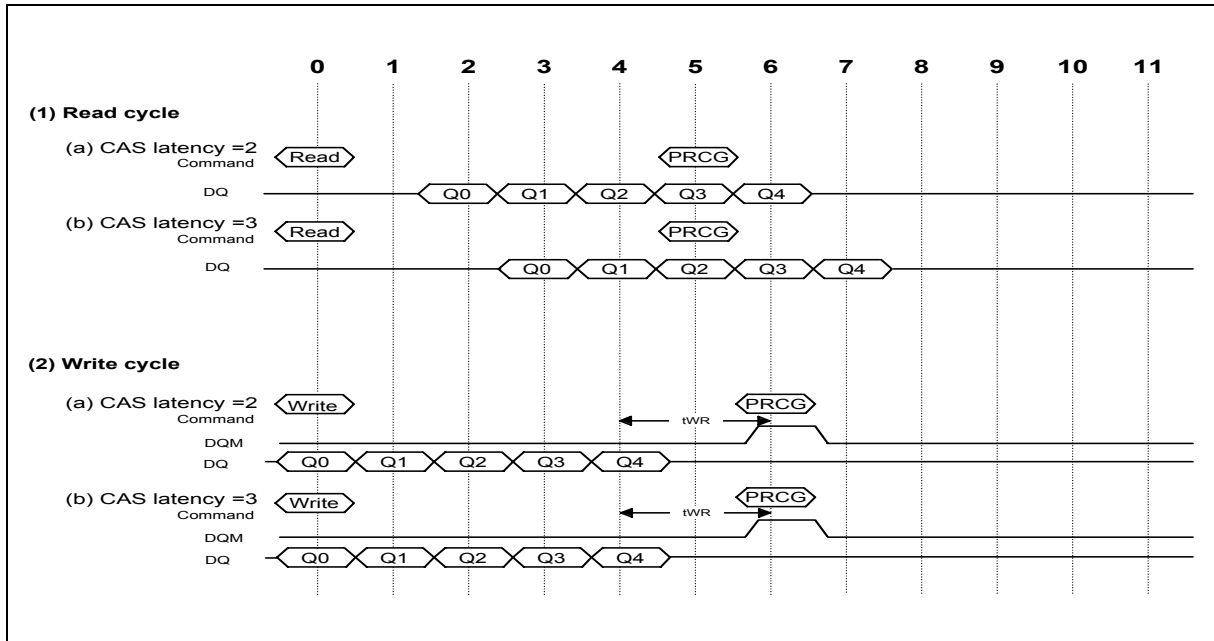 0 1 2 3 4 5 6 7 8 9 10 11
(1) Read cycle
(a) CAS latency =2
Command Read PRCG
DQ Q0 Q1 Q2 Q3 Q4
(b) CAS latency =3
Command Read PRCG
DQ Q0 Q1 Q2 Q3 Q4
(2) Write cycle
(a) CAS latency =2 Write PRCG
Command tWR
DQM
DQ Q0 Q1 Q2 Q3 Q4
(b) CAS latency =3 Write PRCG
Command tWR
DQM
DQ Q0 Q1 Q2 Q3 Q4